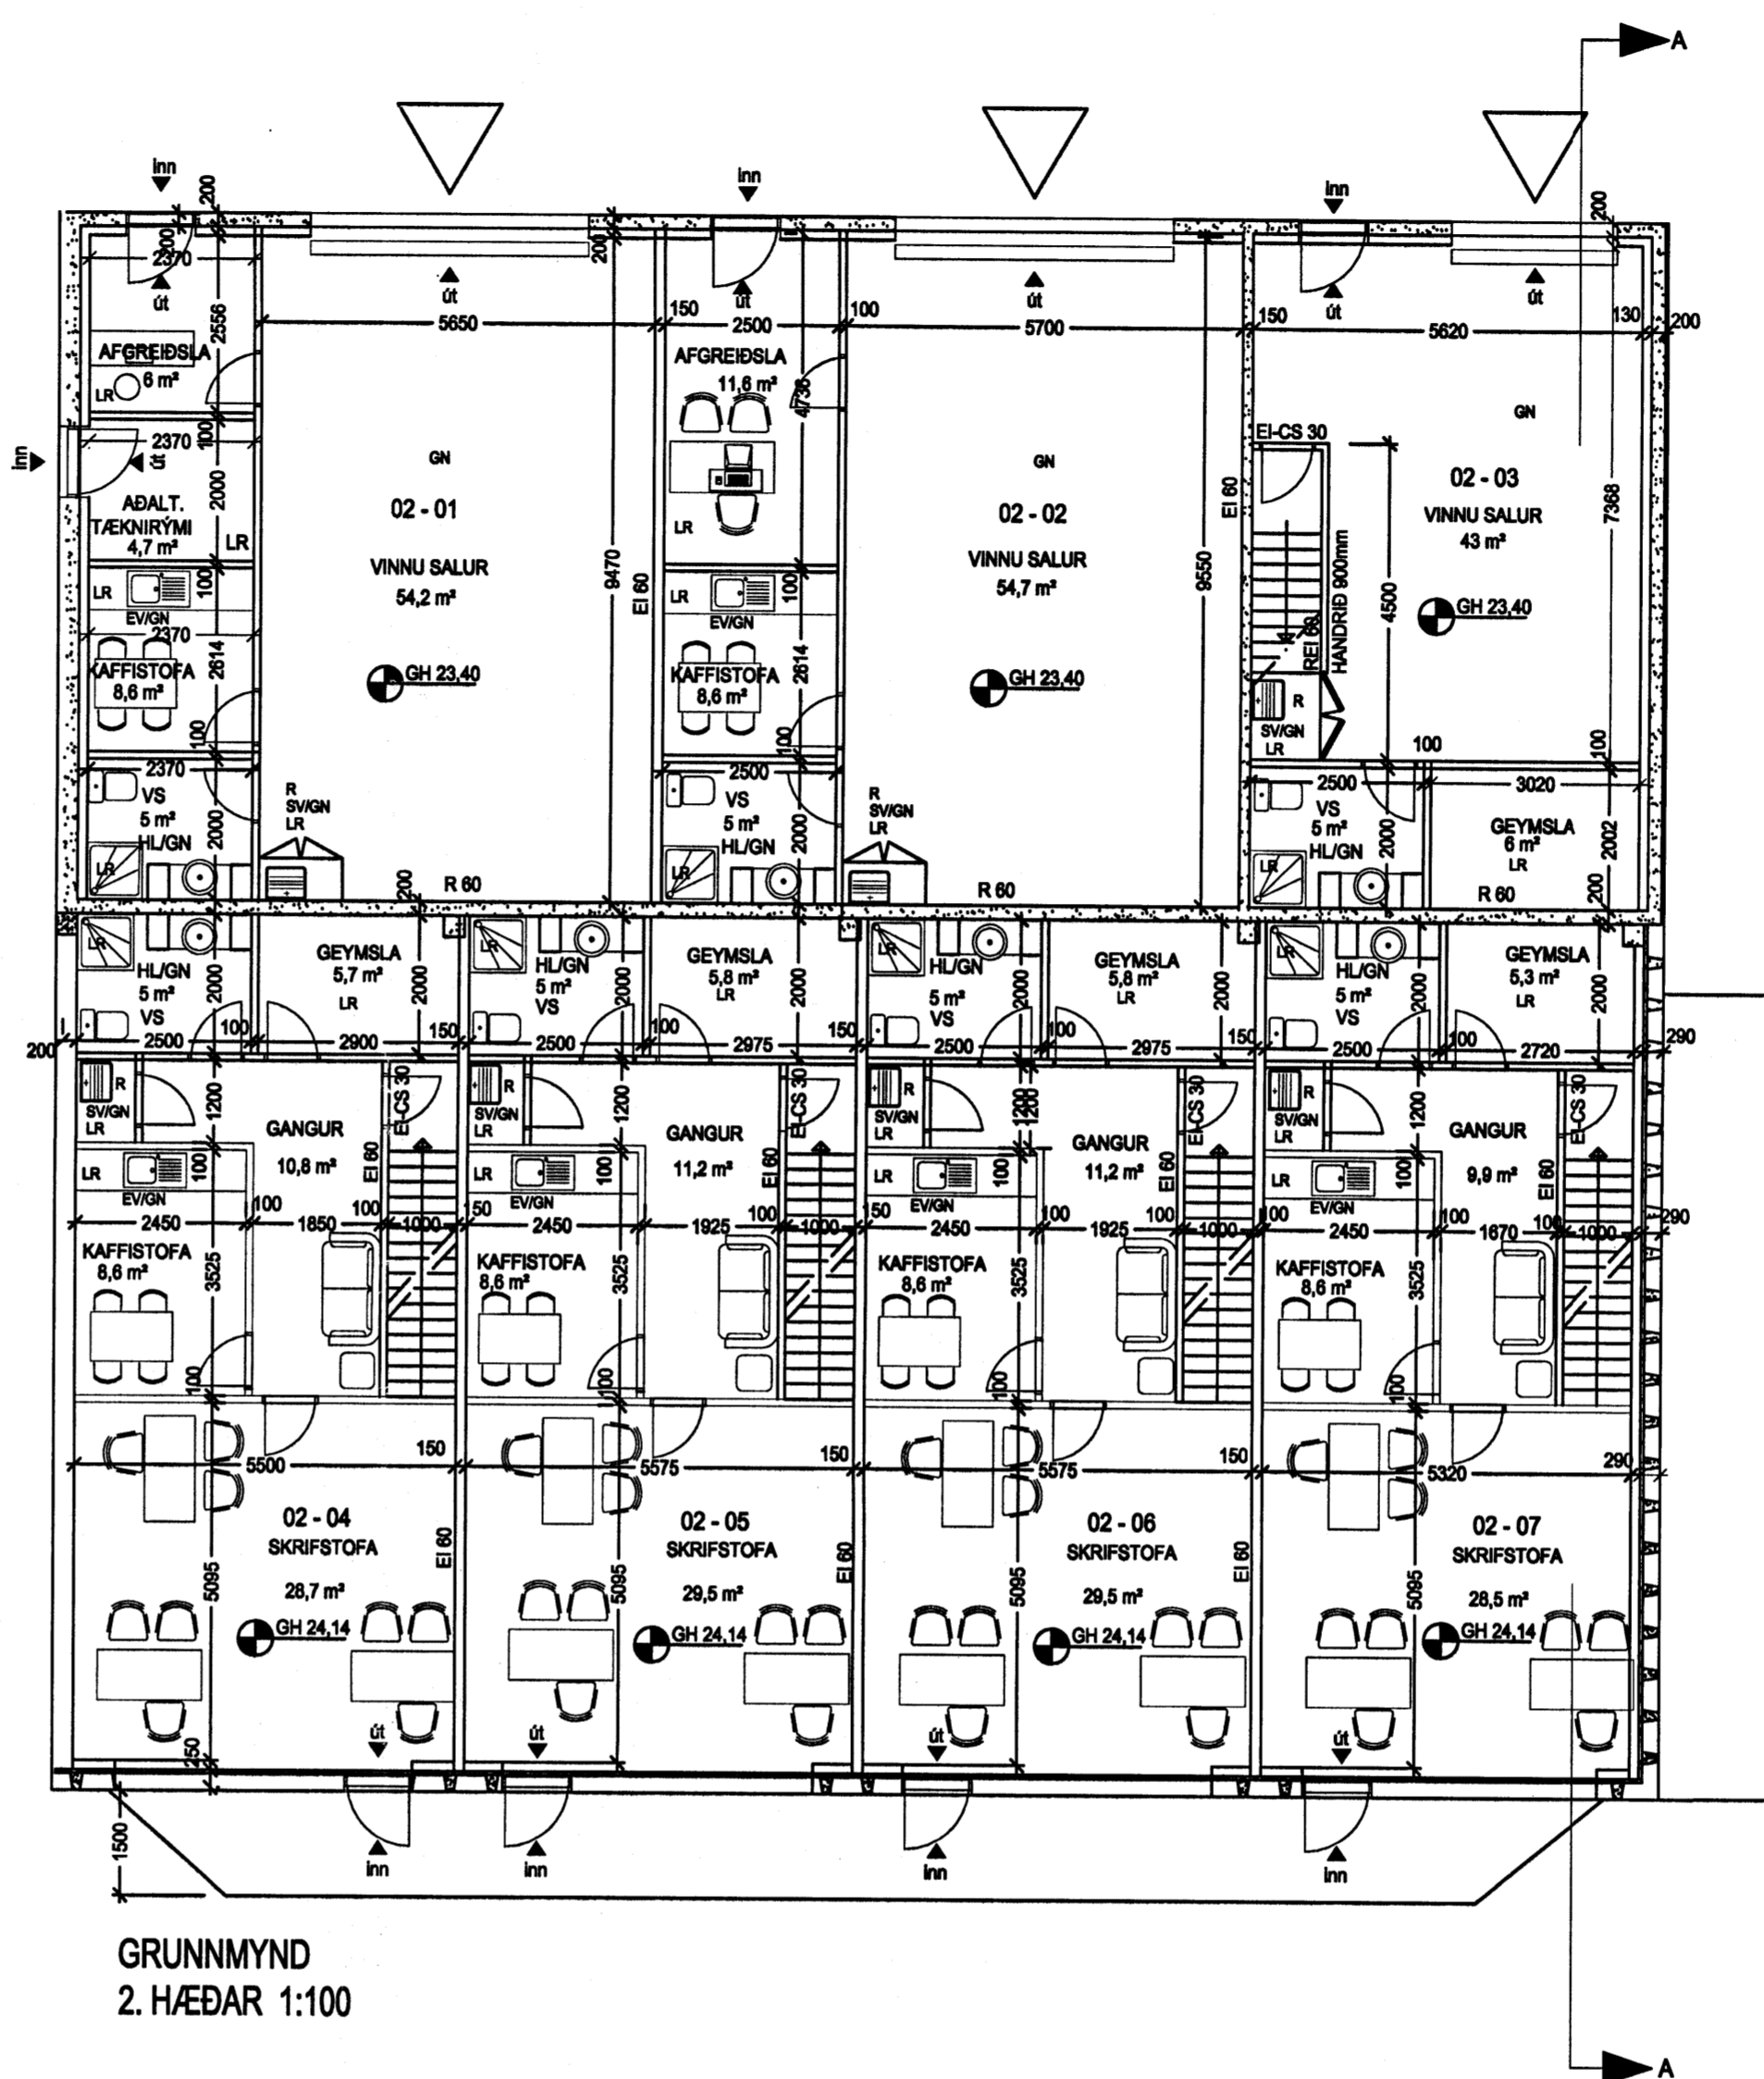 A
inn
inn
inn
200
200
200
200
2370
út
út
út
út
út
út
2556
150
100
150
130
200
5650
2500
5700
5620
AFGREIÐSLA
6 m²
LR
AFGREIÐSLA
11,6 m²
4736
LR
GN
EI-CS 30
2370
100
inn
út
GN
GN
02 - 01
02 - 02
02 - 03
2000
AÐALT.
TÆKNIRÝMI
4,7 m²
LR
EI 60
VINNU SALUR
43 m²
7368
VINNU SALUR
54,2 m²
VINNU SALUR
54,7 m²
9470
EI 60
9550
4500
HANDRIÐ 900mm
REI 60
GH 23,40
LR
100
EV/GN
2370
LR
100
EV/GN
2614
2614
KAFFISTOFA
8,6 m²
KAFFISTOFA
8,6 m²
GH 23,40
GH 23,40
R
SV/GN
LR
100
100
100
100
2370
2500
2500
3020
VS
5 m²
HL/GN
LR
2000
R
SV/GN
LR
VS
5 m²
HL/GN
LR
2000
R
SV/GN
LR
VS
5 m²
HL/GN
LR
2000
GEYMSLA
6 m²
LR
2002
200
R 60
R 60
R 60
200
LR
HL/GN
5 m²
VS
2000
GEYMSLA
5,7 m²
LR
2000
LR
HL/GN
5 m²
VS
2000
GEYMSLA
5,8 m²
LR
2000
LR
HL/GN
5 m²
VS
2000
GEYMSLA
5,8 m²
LR
2000
LR
HL/GN
5 m²
VS
2000
GEYMSLA
5,3 m²
LR
2000
200
2500
100
2900
150
2500
100
2975
150
2500
100
2975
150
2500
100
2720
290
R
SV/GN
LR
1200
EI-CS 30
R
SV/GN
LR
1200
EI-CS 30
R
SV/GN
LR
1200
1200
EI-CS 30
R
SV/GN
LR
1200
EI-CS 30
GANGUR
10,8 m²
EI 60
GANGUR
11,2 m²
EI 60
GANGUR
11,2 m²
EI 60
GANGUR
9,9 m²
EI 60
LR
100
EV/GN
LR
100
EV/GN
LR
100
EV/GN
LR
100
EV/GN
2450
100
1850
100
1000
150
2450
1925
100
1000
150
2450
100
1925
100
1000
100
2450
100
1670
100
1000
290
KAFFISTOFA
8,6 m²
3525
KAFFISTOFA
8,6 m²
3525
KAFFISTOFA
8,6 m²
3525
KAFFISTOFA
8,6 m²
3525
100
100
100
100
5500
150
5575
150
5575
150
5320
290
02 - 04
SKRIFSTOFA
28,7 m²
GH 24,14
EI 60
5095
02 - 05
SKRIFSTOFA
29,5 m²
GH 24,14
EI 60
5095
02 - 06
SKRIFSTOFA
29,5 m²
GH 24,14
EI 60
5095
02 - 07
SKRIFSTOFA
28,5 m²
GH 24,14
5095
250
út
út
út
út
1500
inn
inn
inn
inn
GRUNNMYND
2. HÆÐAR 1:100
A